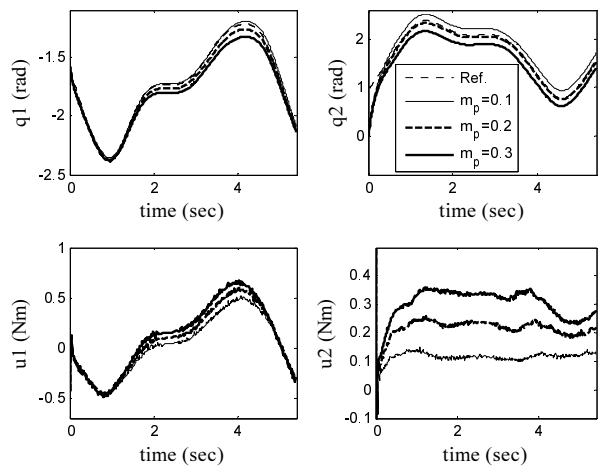 -1.5
-2
-2.5
q1 (rad)
0
2
4
time (sec)
2
1
0
q2 (rad)
Ref.
m_p=0.1
m_p=0.2
m_p=0.3
0
2
4
time (sec)
1
0.5
0
-0.5
u1 (Nm)
0
2
4
time (sec)
0.4
0.3
0.2
0.1
0
-0.1
u2 (Nm)
0
2
4
time (sec)